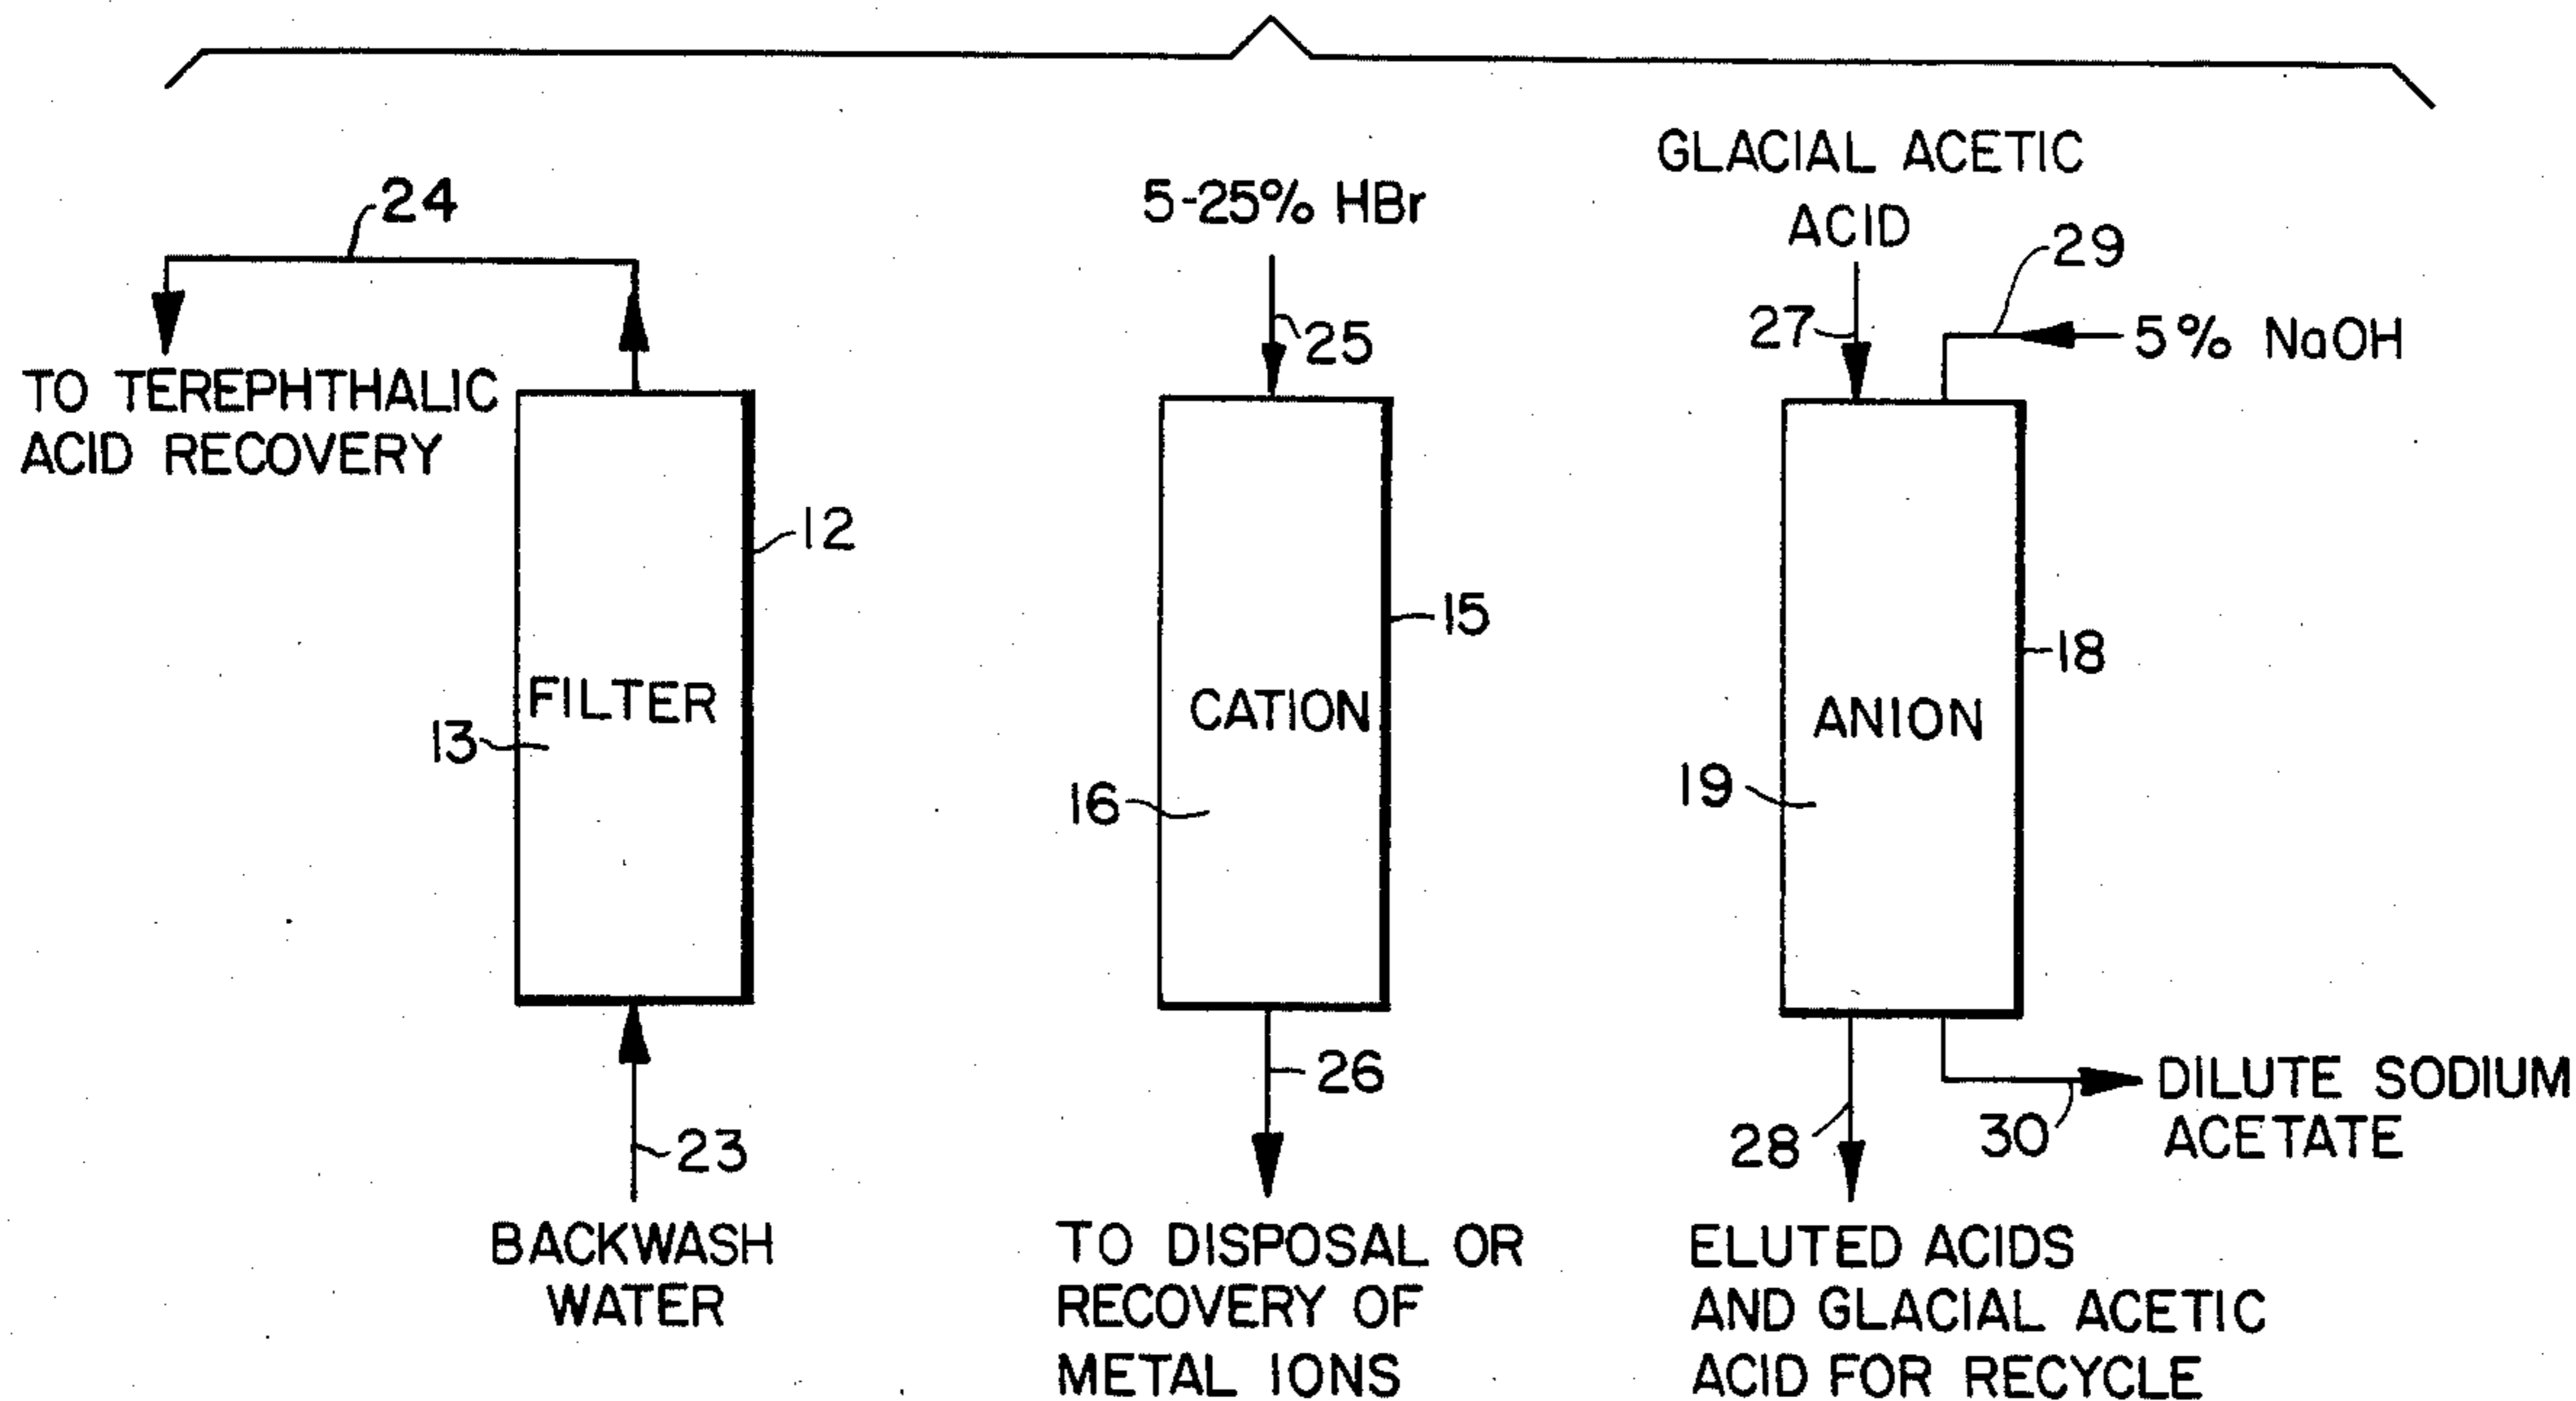 24
TO TEREPHTHALIC
ACID RECOVERY
12
FILTER
13
23
BACKWASH
WATER
5-25% HBr
25
15
CATION
16
26
TO DISPOSAL OR
RECOVERY OF
METAL IONS
GLACIAL ACETIC
ACID
29
27
5% NaOH
18
ANION
19
28
30
DILUTE SODIUM
ACETATE
ELUTED ACIDS
AND GLACIAL ACETIC
ACID FOR RECYCLE